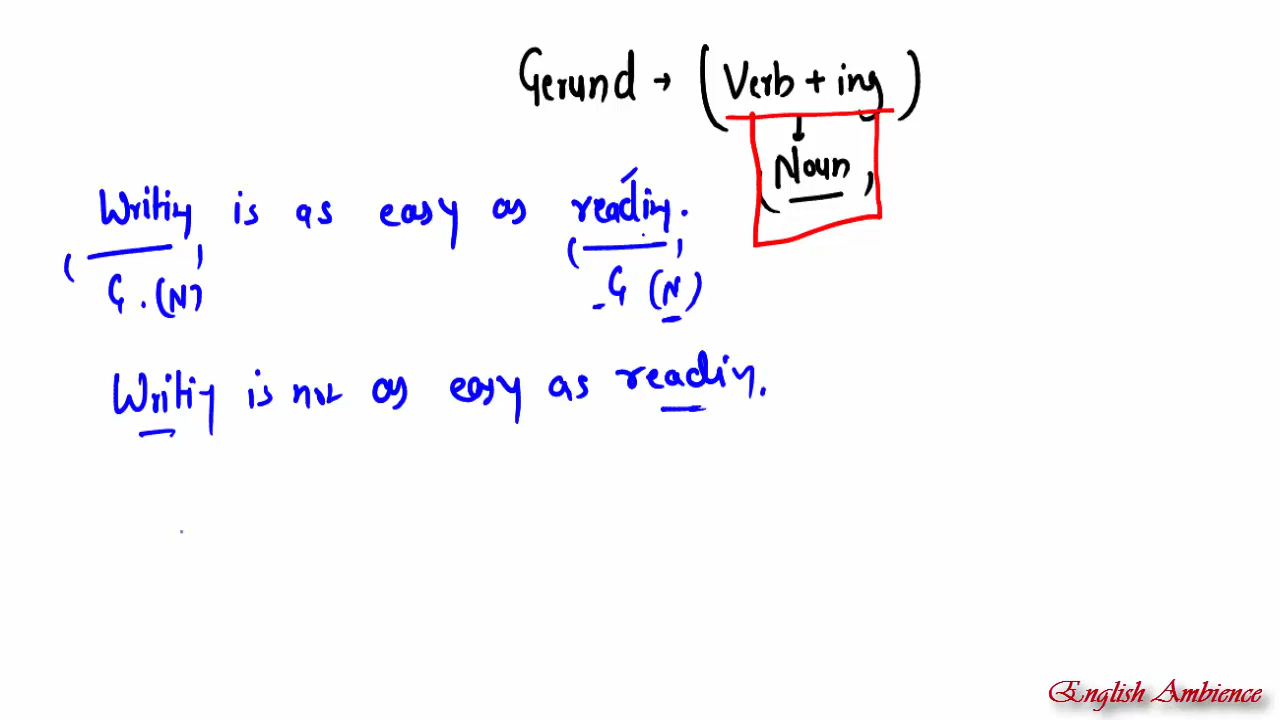 Gerund → (Verb + ing)
(Noun)
Writing is as easy as reading.
G. (N) G (N)
Writing is not as easy as reading.
English Ambience